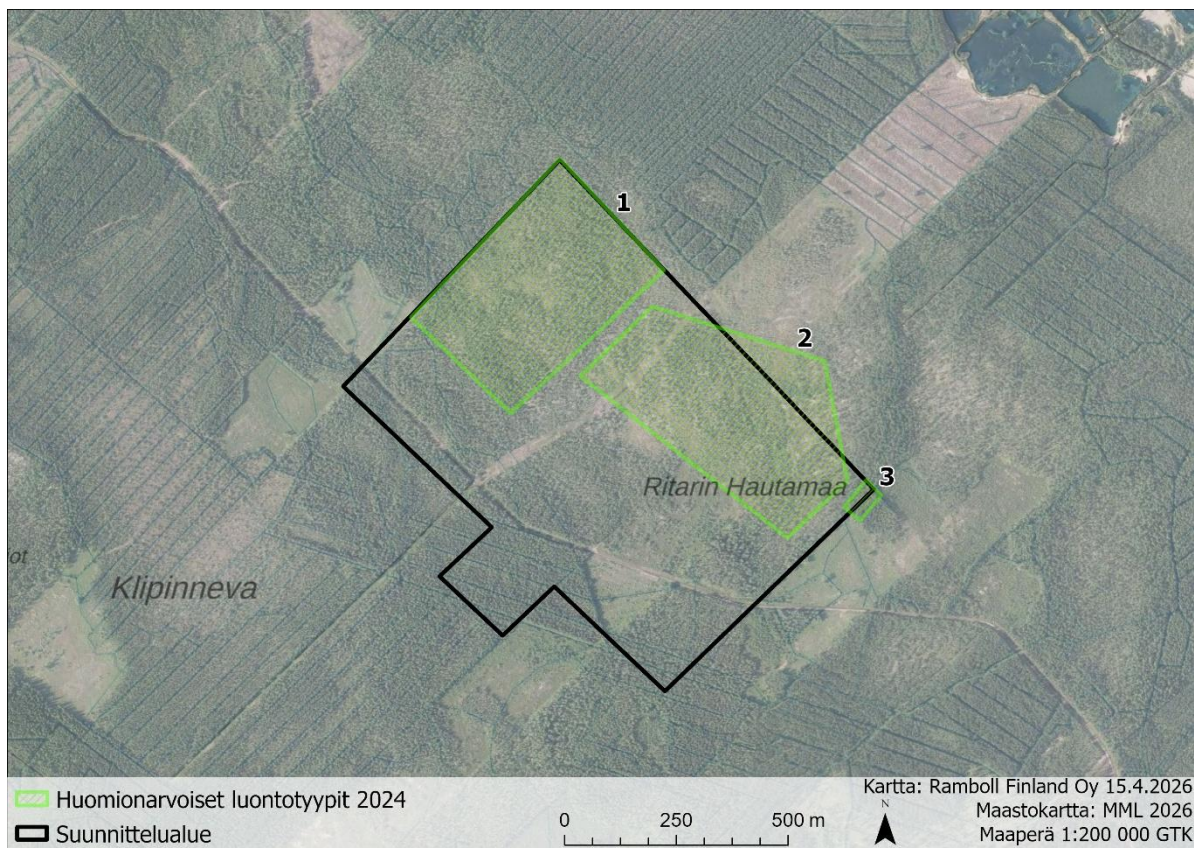 1
2
3
Ritarin Hautamaa
ot
Klipinneva
Huomionarvoiset luontotyypit 2024
Suunnittelualue
0 250 500 m
N
Kartta: Ramboll Finland Oy 15.4.2026
Maastokartta: MML 2026
Maaperä 1:200 000 GTK